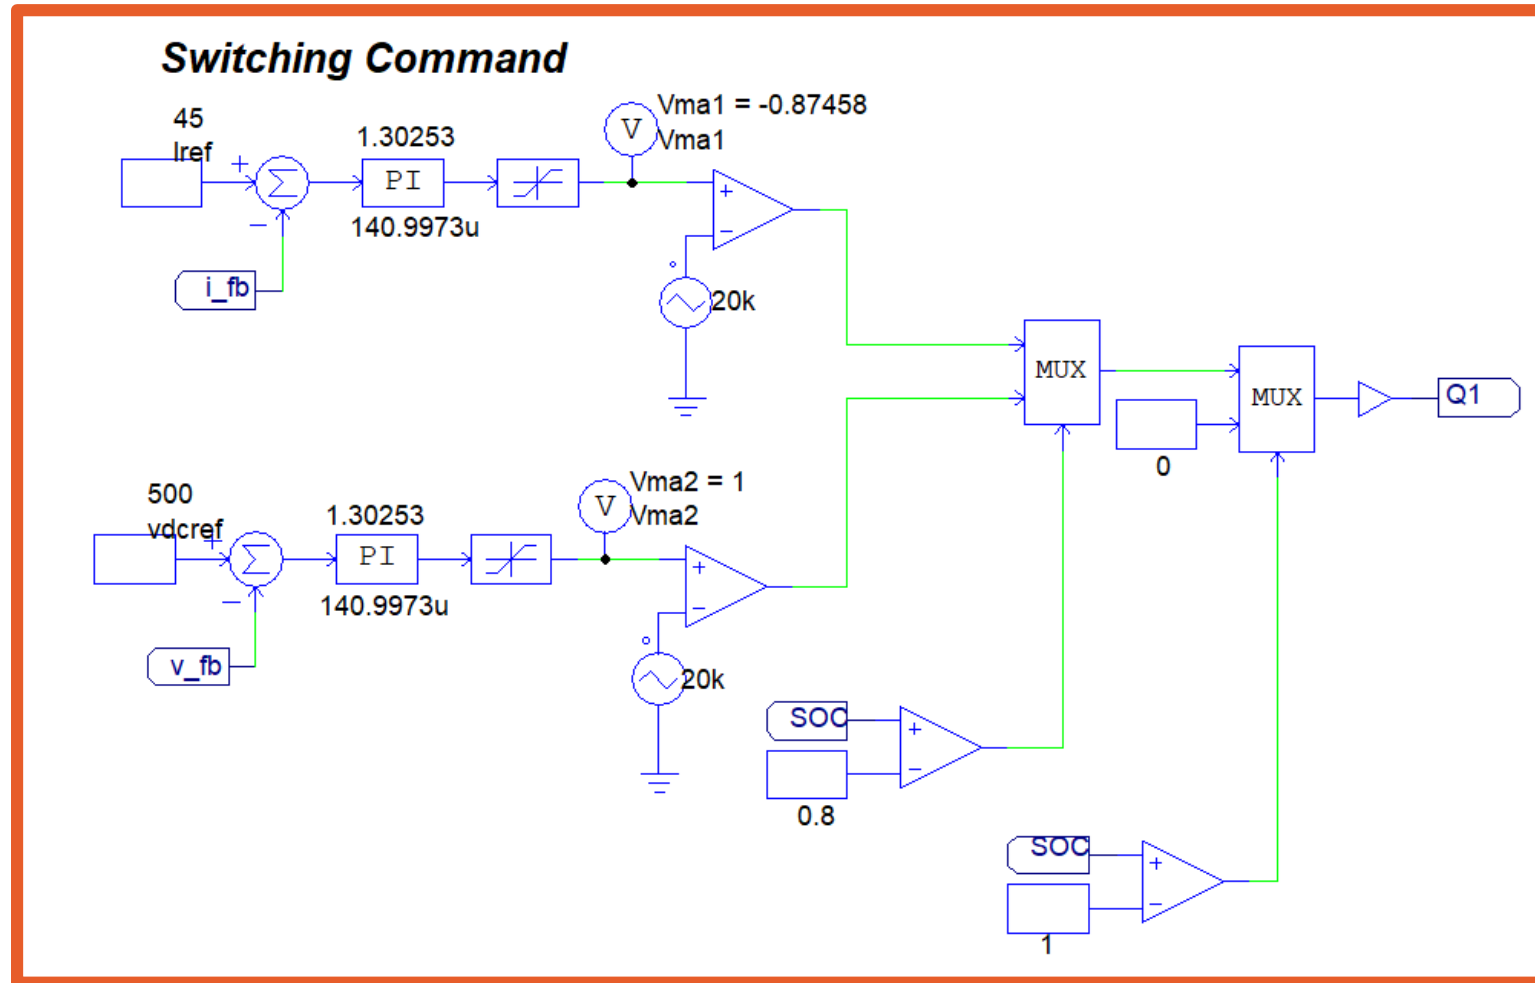 Switching Command
45
Iref
+
−
Σ
1.30253
PI
140.9973u
i_fb
V
Vma1 = -0.87458
Vma1
+
−
20k
MUX
MUX
0
Q1
500
vdcref
+
−
Σ
1.30253
PI
140.9973u
v_fb
V
Vma2 = 1
Vma2
+
−
20k
SOC
+
−
0.8
SOC
+
−
1